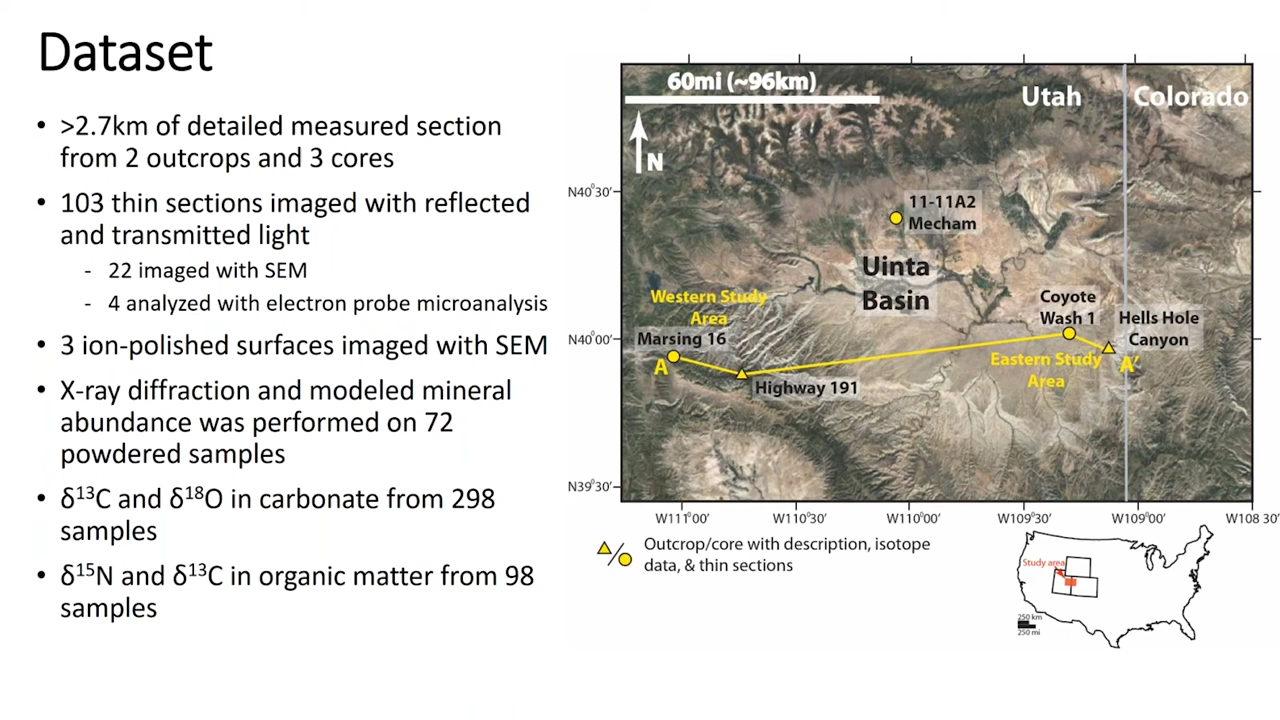 Dataset
• >2.7km of detailed measured section
from 2 outcrops and 3 cores
• 103 thin sections imaged with reflected
and transmitted light
- 22 imaged with SEM
- 4 analyzed with electron probe microanalysis
• 3 ion-polished surfaces imaged with SEM
• X-ray diffraction and modeled mineral
abundance was performed on 72
powdered samples
• δ¹³C and δ¹⁸O in carbonate from 298
samples
• δ¹⁵N and δ¹³C in organic matter from 98
samples
60mi (~96km)
Utah
Colorado
N
N40°30'
11-11A2
Mecham
Uinta
Basin
Western Study
Area
Marsing 16
Coyote
Wash 1
Hells Hole
Canyon
N40°00'
A
Highway 191
Eastern Study
Area
A'
N39°30'
W111°00'
W110°30'
W110°00'
W109°30'
W109°00'
W108 30'
/
Outcrop/core with description, isotope
data, & thin sections
Study area
250 km
250 mi